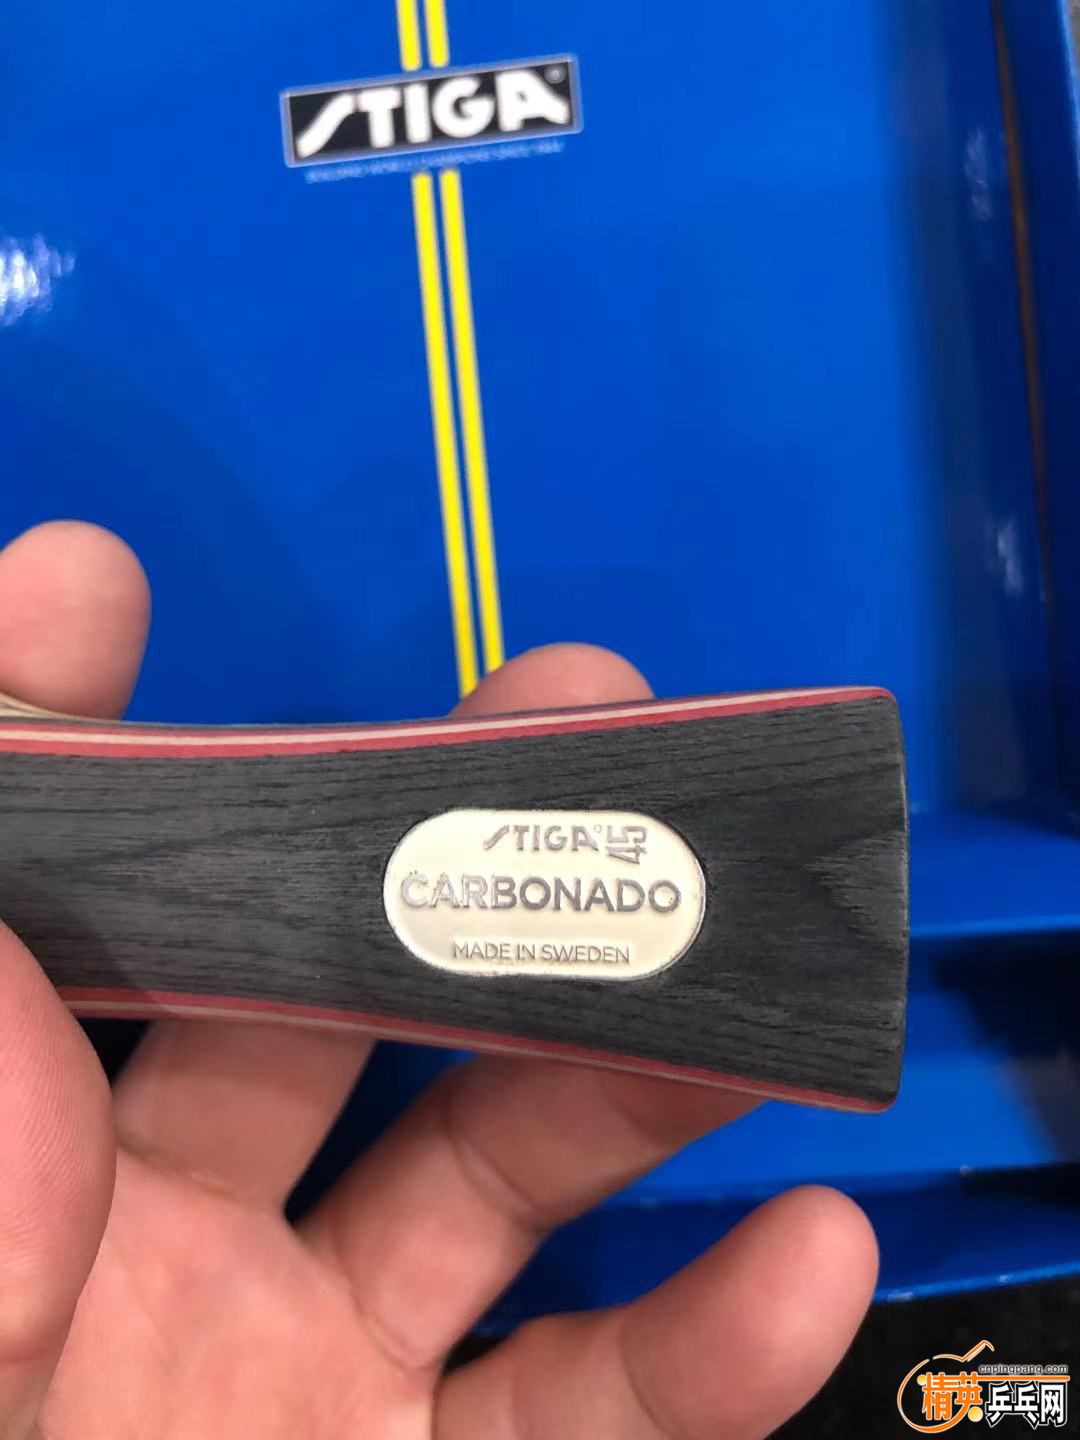 STIGA®
STIGA®
45
CARBONADO
MADE IN SWEDEN
cnpingpang.com
精英乒乓网